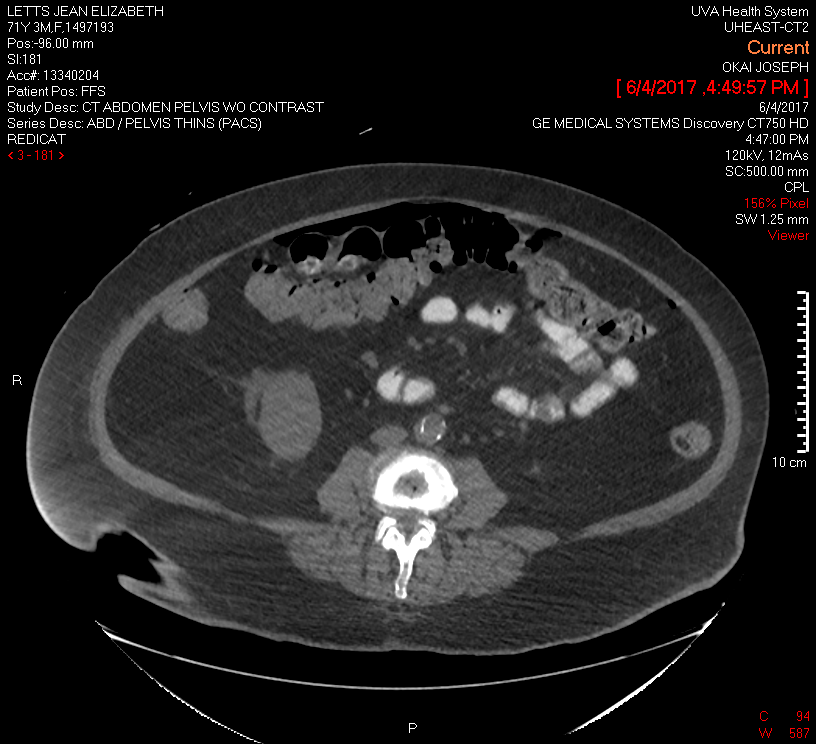 LETTS JEAN ELIZABETH
71Y 3M,F,1497193
Pos:-96.00 mm
SI:181
Acc#: 13340204
Patient Pos: FFS
Study Desc: CT ABDOMEN PELVIS WO CONTRAST
Series Desc: ABD / PELVIS THINS (PACS)
REDICAT
< 3 - 181 >
UVA Health System
UHEAST-CT2
Current
OKAI JOSEPH
[ 6/4/2017 ,4:49:57 PM ]
6/4/2017
GE MEDICAL SYSTEMS Discovery CT750 HD
4:47:00 PM
120kV, 12mAs
SC:500.00 mm
CPL
156% Pixel
SW 1.25 mm
Viewer
R
10 cm
P
C 94
W 587